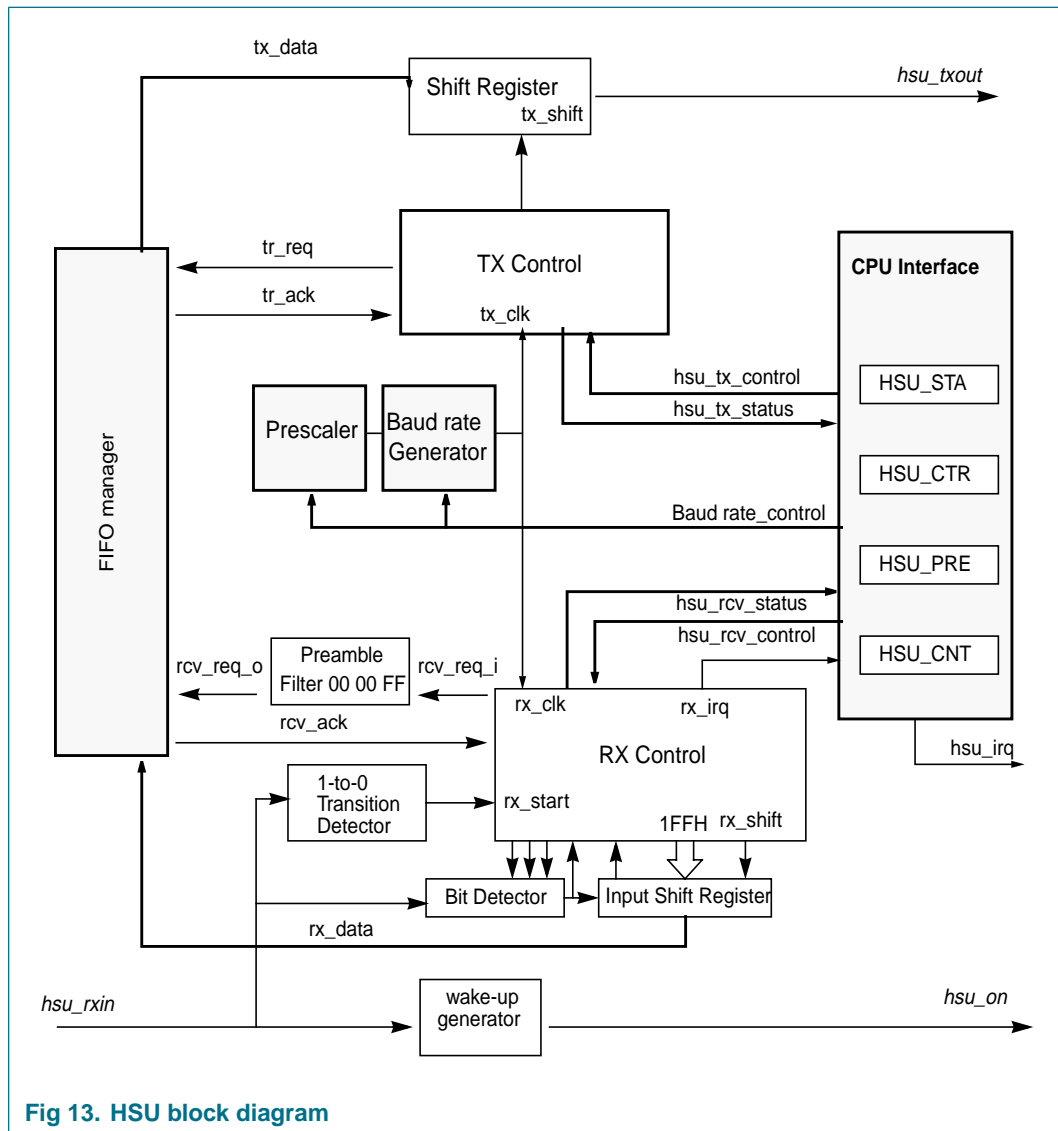 tx_data
Shift Register
tx_shift
hsu_txout
tr_req
TX Control
CPU Interface
tr_ack
tx_clk
hsu_tx_control
HSU_STA
hsu_tx_status
Prescaler
Baud rate
Generator
HSU_CTR
FIFO manager
Baud rate_control
HSU_PRE
hsu_rcv_status
hsu_rcv_control
HSU_CNT
rcv_req_o
Preamble
Filter 00 00 FF
rcv_req_i
rx_clk
rx_irq
rcv_ack
RX Control
hsu_irq
1-to-0
Transition
Detector
rx_start
1FFH
rx_shift
Bit Detector
Input Shift Register
rx_data
hsu_rxin
wake-up
generator
hsu_on
Fig 13. HSU block diagram